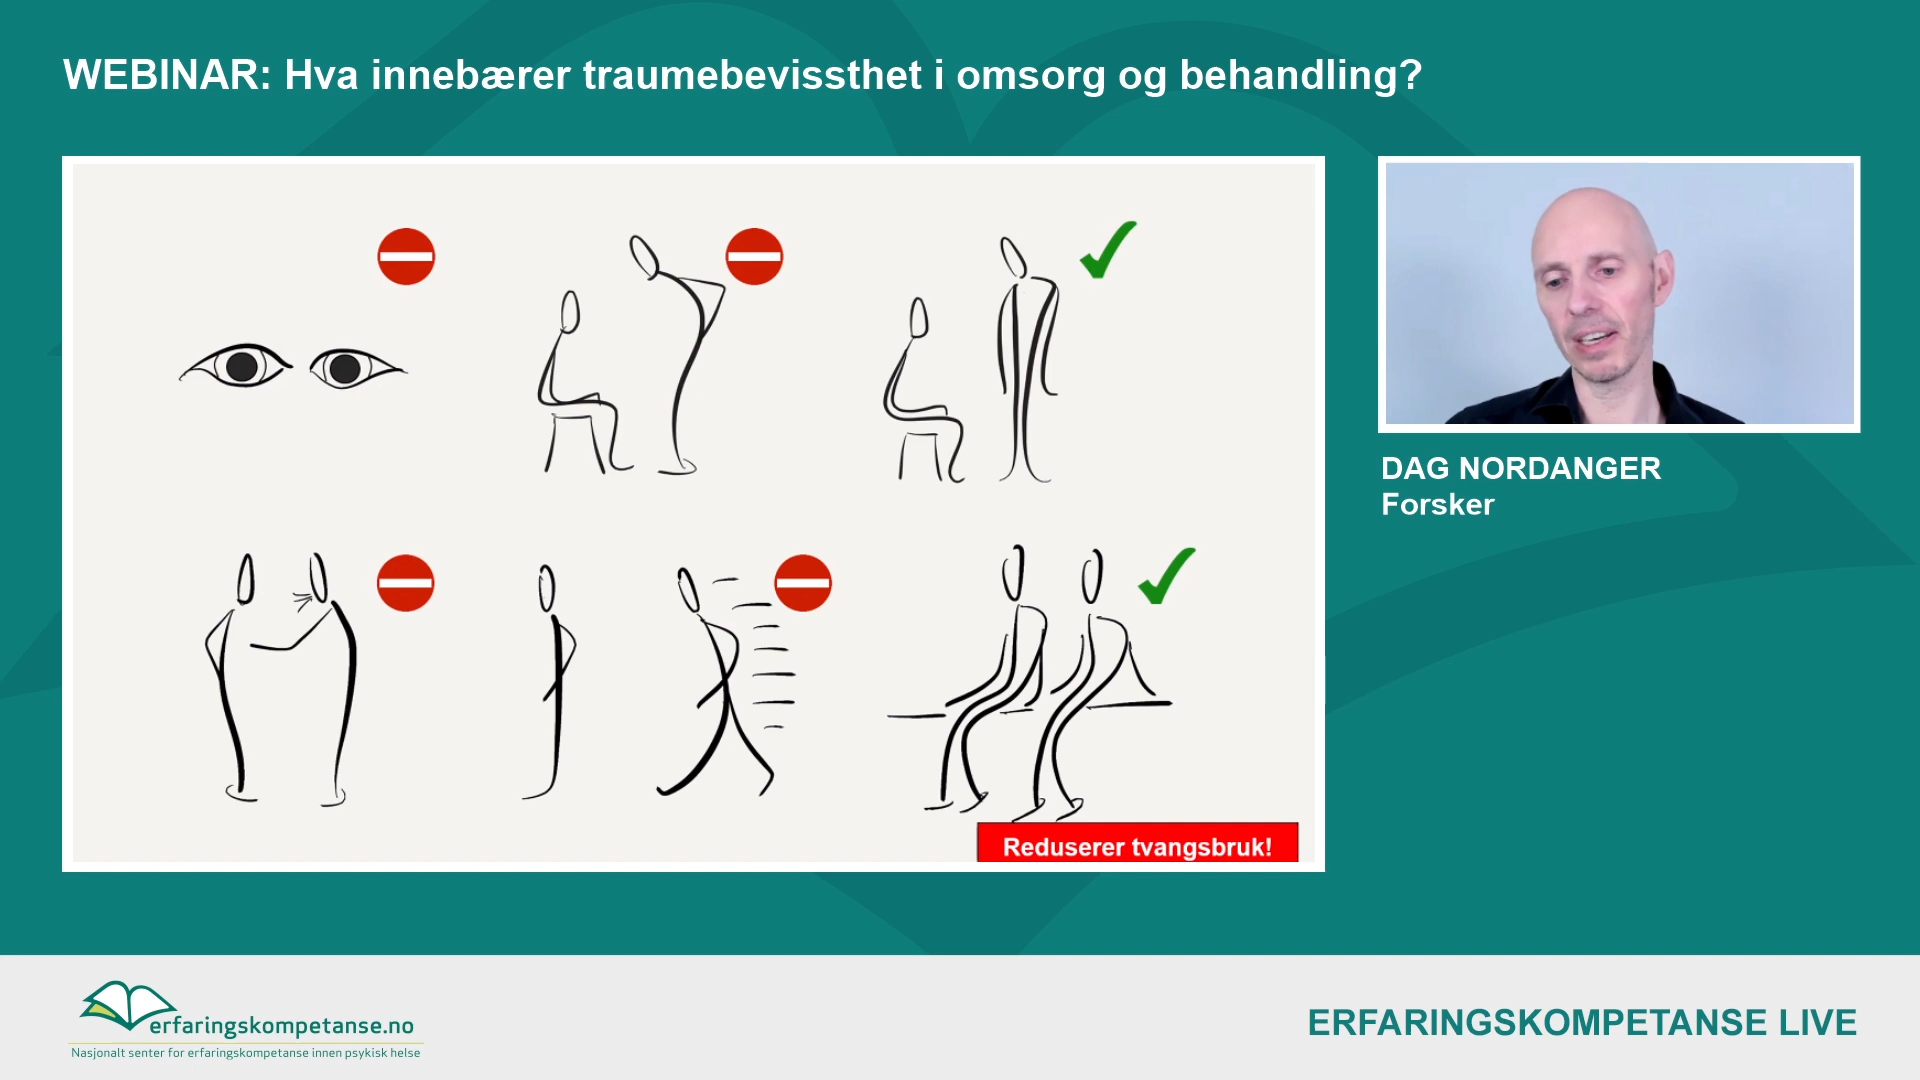 WEBINAR: Hva innebærer traumebevissthet i omsorg og behandling?
DAG NORDANGER
Forsker
Reduserer tvangsbruk!
erfaringskompetanse.no
Nasjonalt senter for erfaringskompetanse innen psykisk helse
ERFARINGSKOMPETANSE LIVE